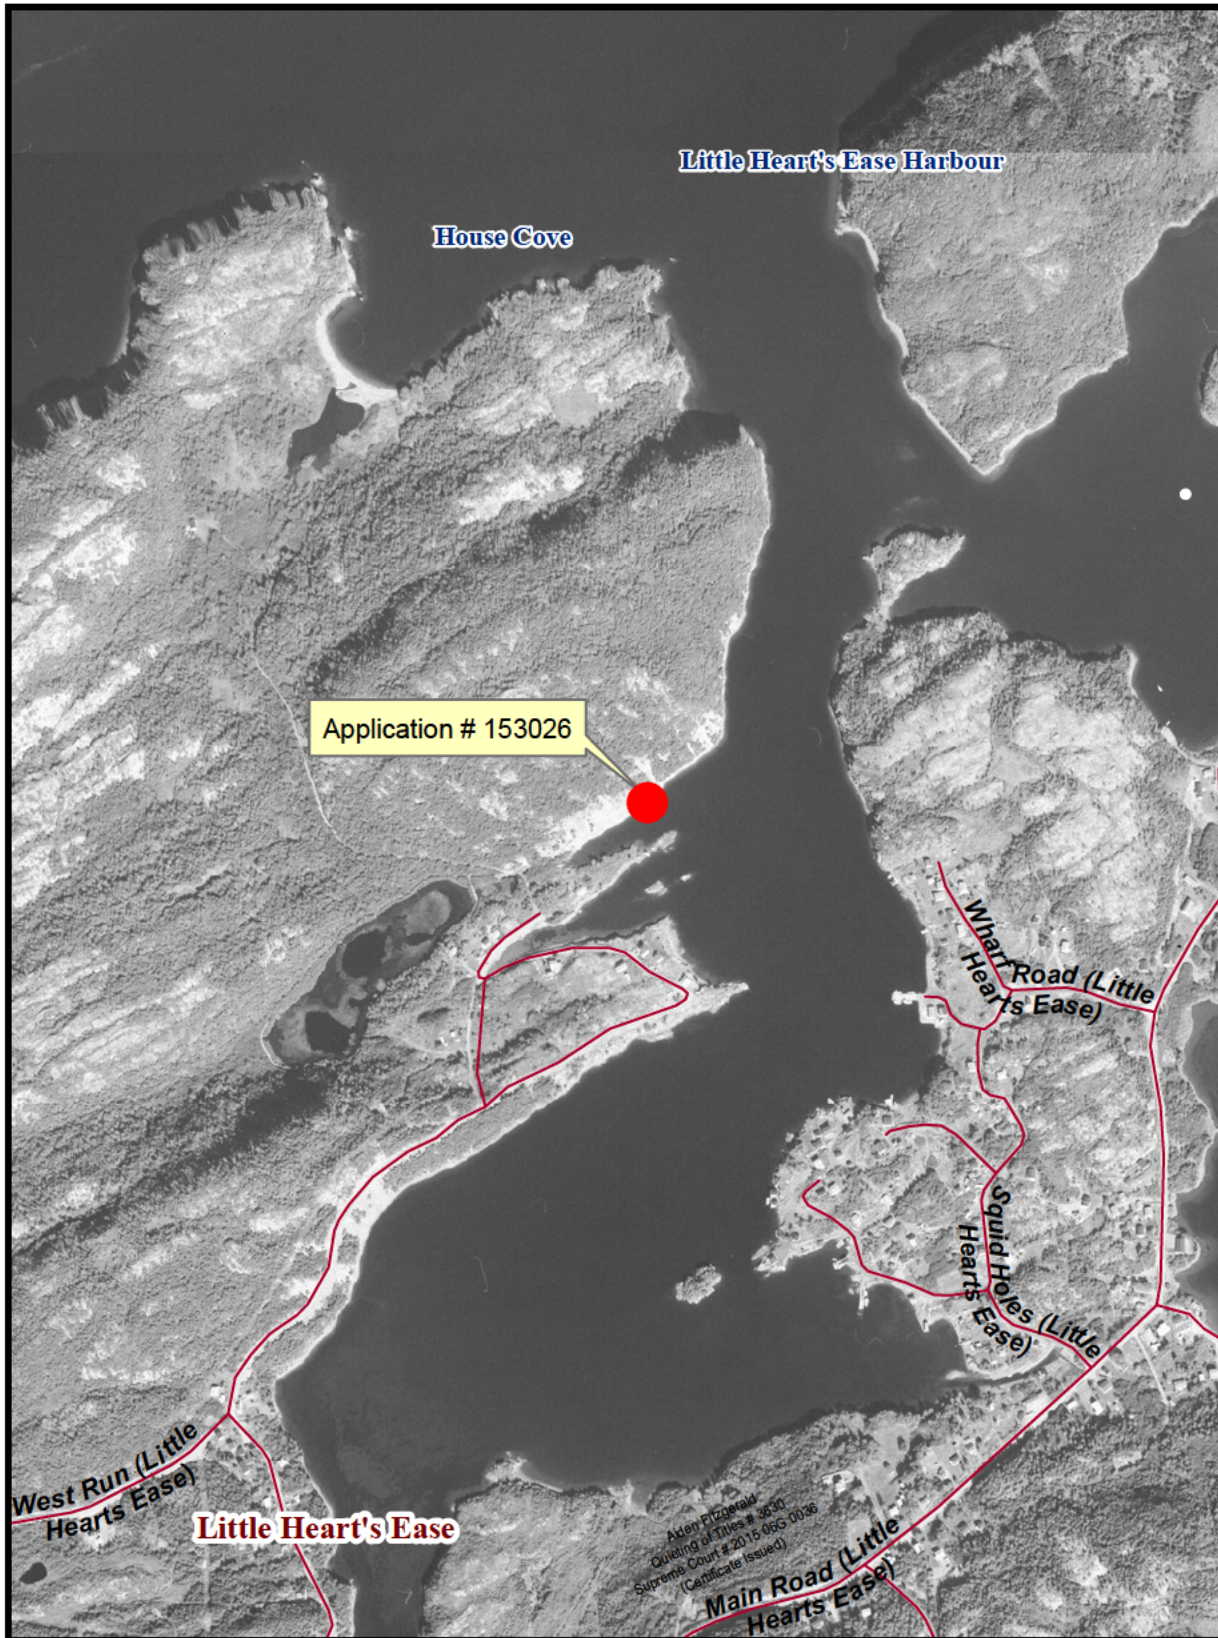 Little Heart's Ease Harbour
House Cove
Application # 153026
Wharf Road (Little
Hearts Ease)
Squid Holes (Little
Hearts Ease)
West Run (Little
Hearts Ease)
Little Heart's Ease
Alden Fitzgerald
Quieting of Titles # 3630
Supreme Court # 2015 06G 0036
(Certificate Issued)
Main Road (Little
Hearts Ease)